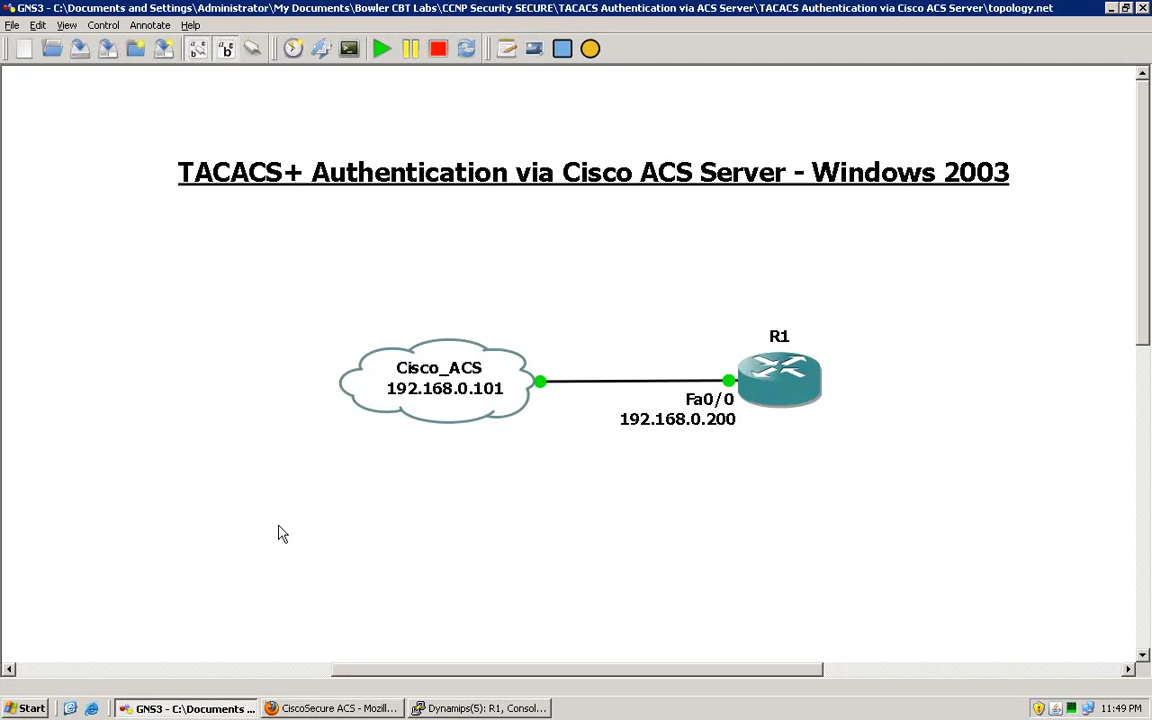 GNS3 - C:\Documents and Settings\Administrator\My Documents\Bowler CBT Labs\CCNP Security SECURE\TACACS Authentication via ACS Server\TACACS Authentication via Cisco ACS Server\topology.net
File Edit View Control Annotate Help
TACACS+ Authentication via Cisco ACS Server - Windows 2003
R1
Cisco_ACS
192.168.0.101
Fa0/0
192.168.0.200
Start GNS3 - C:\Documents ... CiscoSecure ACS - Mozill... Dynamips(5): R1, Consol... 11:49 PM